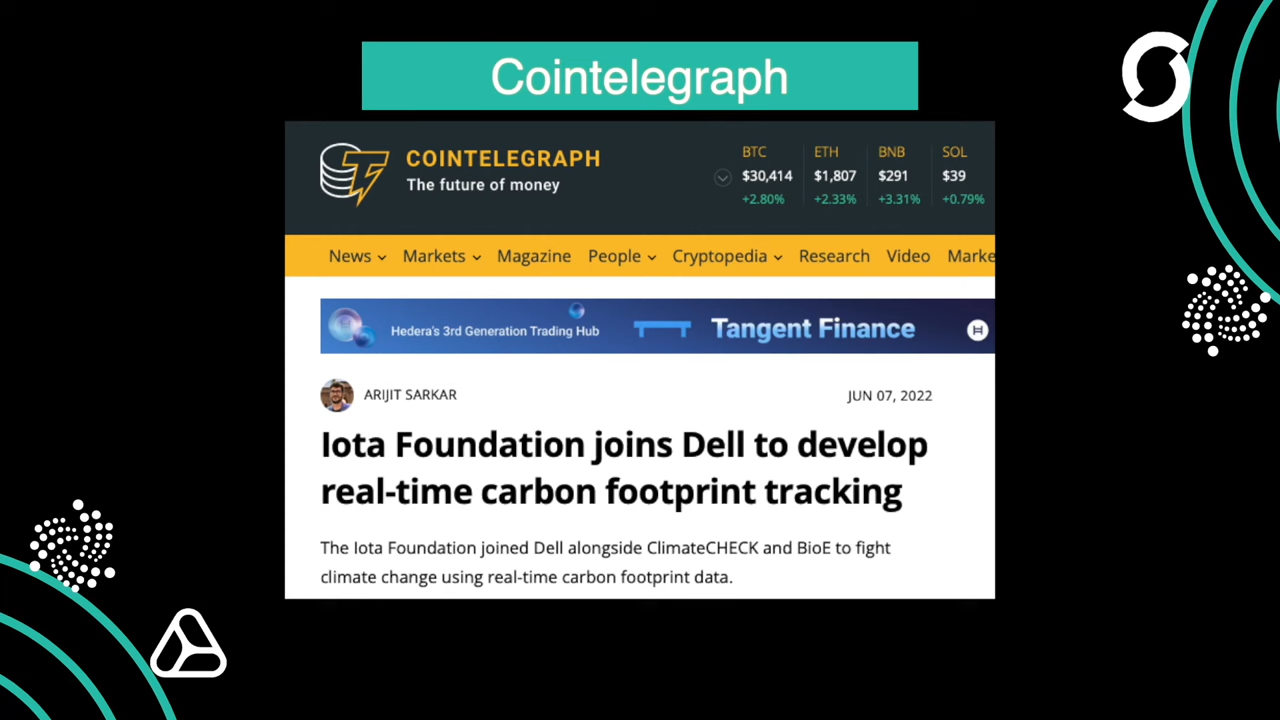 Cointelegraph
COINTELEGRAPH
The future of money
BTC ETH BNB SOL
$30,414 $1,807 $291 $39
+2.80% +2.33% +3.31% +0.79%
News Markets Magazine People Cryptopedia Research Video Marke
Hedera's 3rd Generation Trading Hub Tangent Finance
ARIJIT SARKAR JUN 07, 2022
Iota Foundation joins Dell to develop
real-time carbon footprint tracking
The Iota Foundation joined Dell alongside ClimateCHECK and BioE to fight
climate change using real-time carbon footprint data.